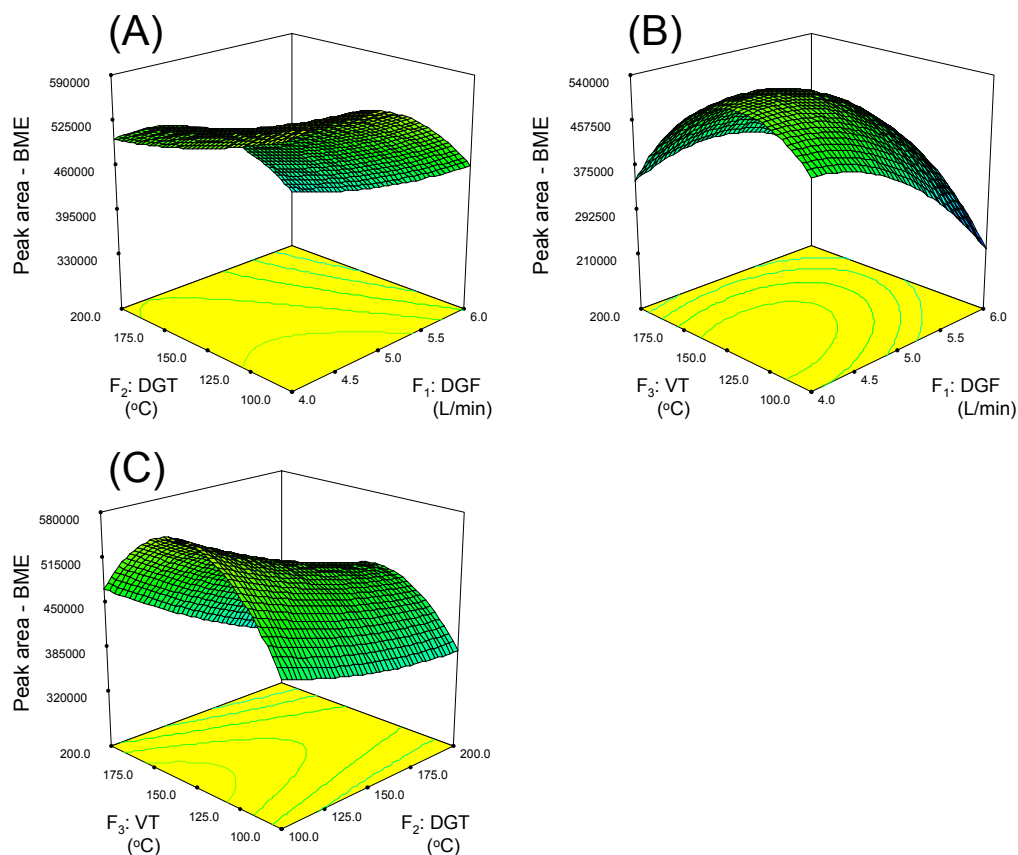 (A)
590000
525000
460000
395000
330000
Peak area - BME
200.0
175.0
150.0
125.0
100.0
F2: DGT
(ºC)
4.0
4.5
5.0
5.5
6.0
F1: DGF
(L/min)
(B)
540000
457500
375000
292500
210000
Peak area - BME
200.0
175.0
150.0
125.0
100.0
F3: VT
(ºC)
4.0
4.5
5.0
5.5
6.0
F1: DGF
(L/min)
(C)
580000
515000
450000
385000
320000
Peak area - BME
200.0
175.0
150.0
125.0
100.0
F3: VT
(ºC)
100.0
125.0
150.0
175.0
200.0
F2: DGT
(ºC)